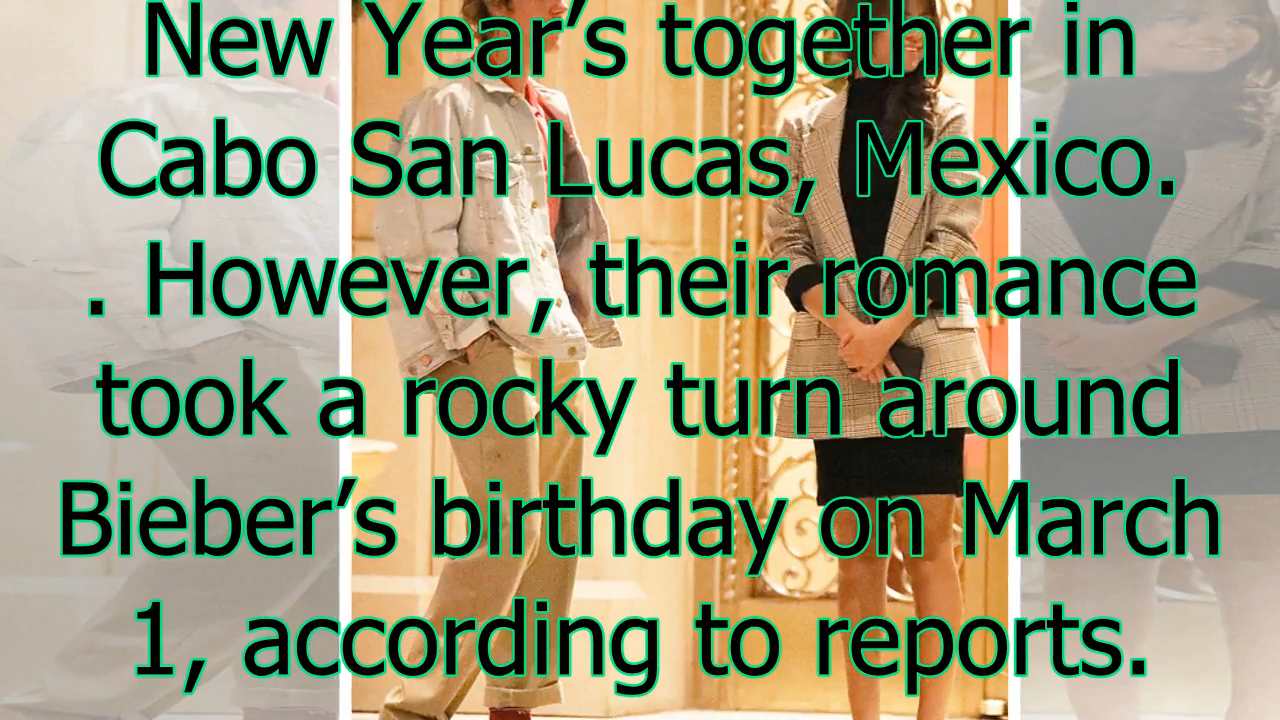 New Year’s together in
Cabo San Lucas, Mexico.
. However, their romance
took a rocky turn around
Bieber’s birthday on March
1, according to reports.